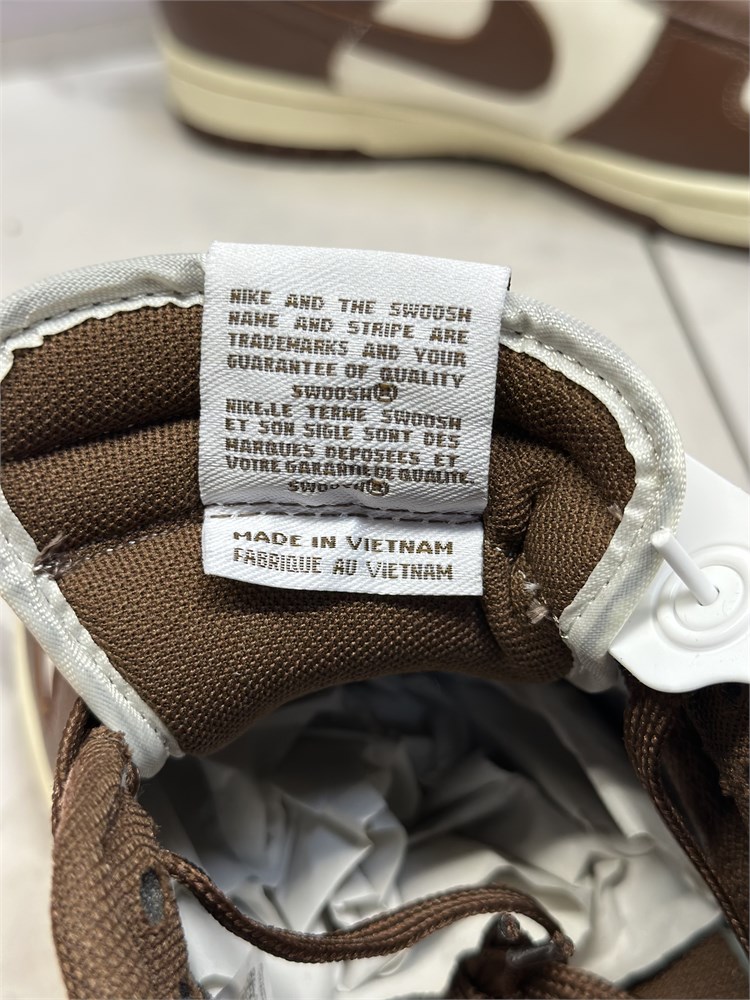 NIKE AND THE SWOOSH
NAME AND STRIPE ARE
TRADEMARKS AND YOUR
GUARANTEE OF QUALITY
SWOOSH®
NIKE,LE TERME SWOOSH
ET SON SIGLE SONT DES
MARQUES DEPOSEES ET
VOTRE GARANTIE DE QUALITE.
SWOOSH®
MADE IN VIETNAM
FABRIQUE AU VIETNAM